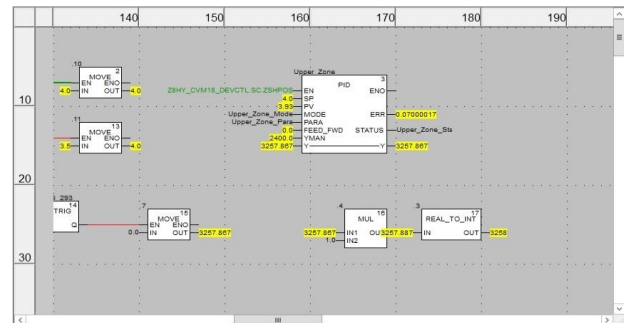 140 150 160 170 180 190
10
20
30
.10 2
MOVE
EN ENO
4.0 IN OUT 4.0
.11 13
MOVE
EN ENO
3.5 IN OUT 4.0
Upper_Zone 3
PID
Z8HY_CVM13_DEVCTL.SC.ZSHPOS EN ENO
4.0 SP
3.93 PV
Upper_Zone_Mode MODE ERR 0.07000017
Upper_Zone_Para PARA
0.0 FEED_FWD STATUS Upper_Zone_Sts
2400.0 YMAN
3257.867 Y Y 3257.867
293 14
TRIG
Q
.7 15
MOVE
EN ENO
0.0 IN OUT 3257.867
.4 16
MUL
3257.867 IN1 OU 3257.867
1.0 IN2
.3 17
REAL_TO_INT
IN OUT 3258